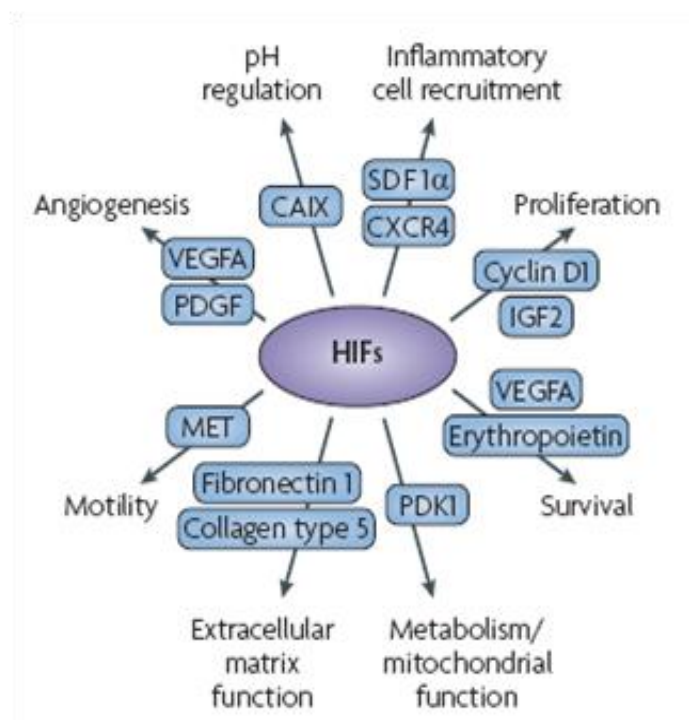 pH
regulation
Inflammatory
cell recruitment
SDF1α
CXCR4
CAIX
Angiogenesis
Proliferation
VEGFA
PDGF
Cyclin D1
IGF2
HIFs
VEGFA
Erythropoietin
MET
Fibronectin 1
Collagen type 5
PDK1
Motility
Survival
Extracellular
matrix
function
Metabolism/
mitochondrial
function